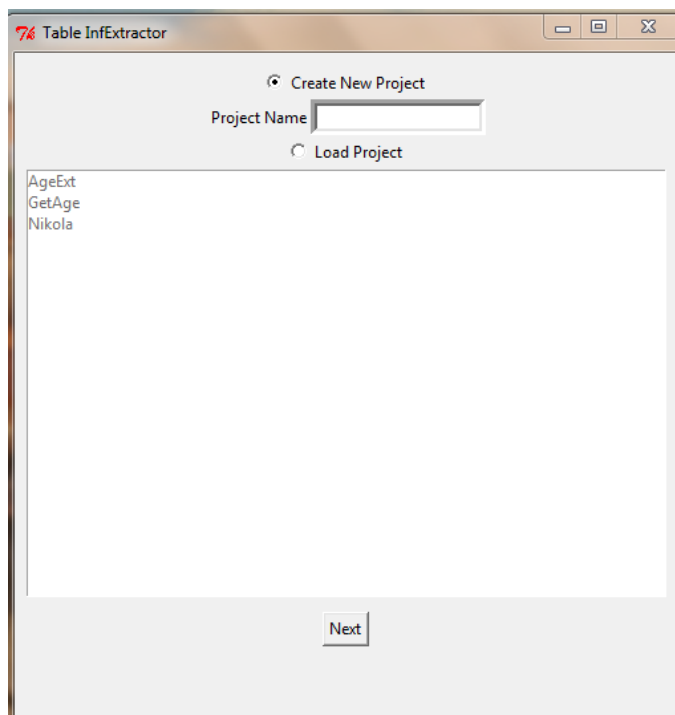 Table InfExtractor
Create New Project
Project Name
Load Project
AgeExt
GetAge
Nikola
Next